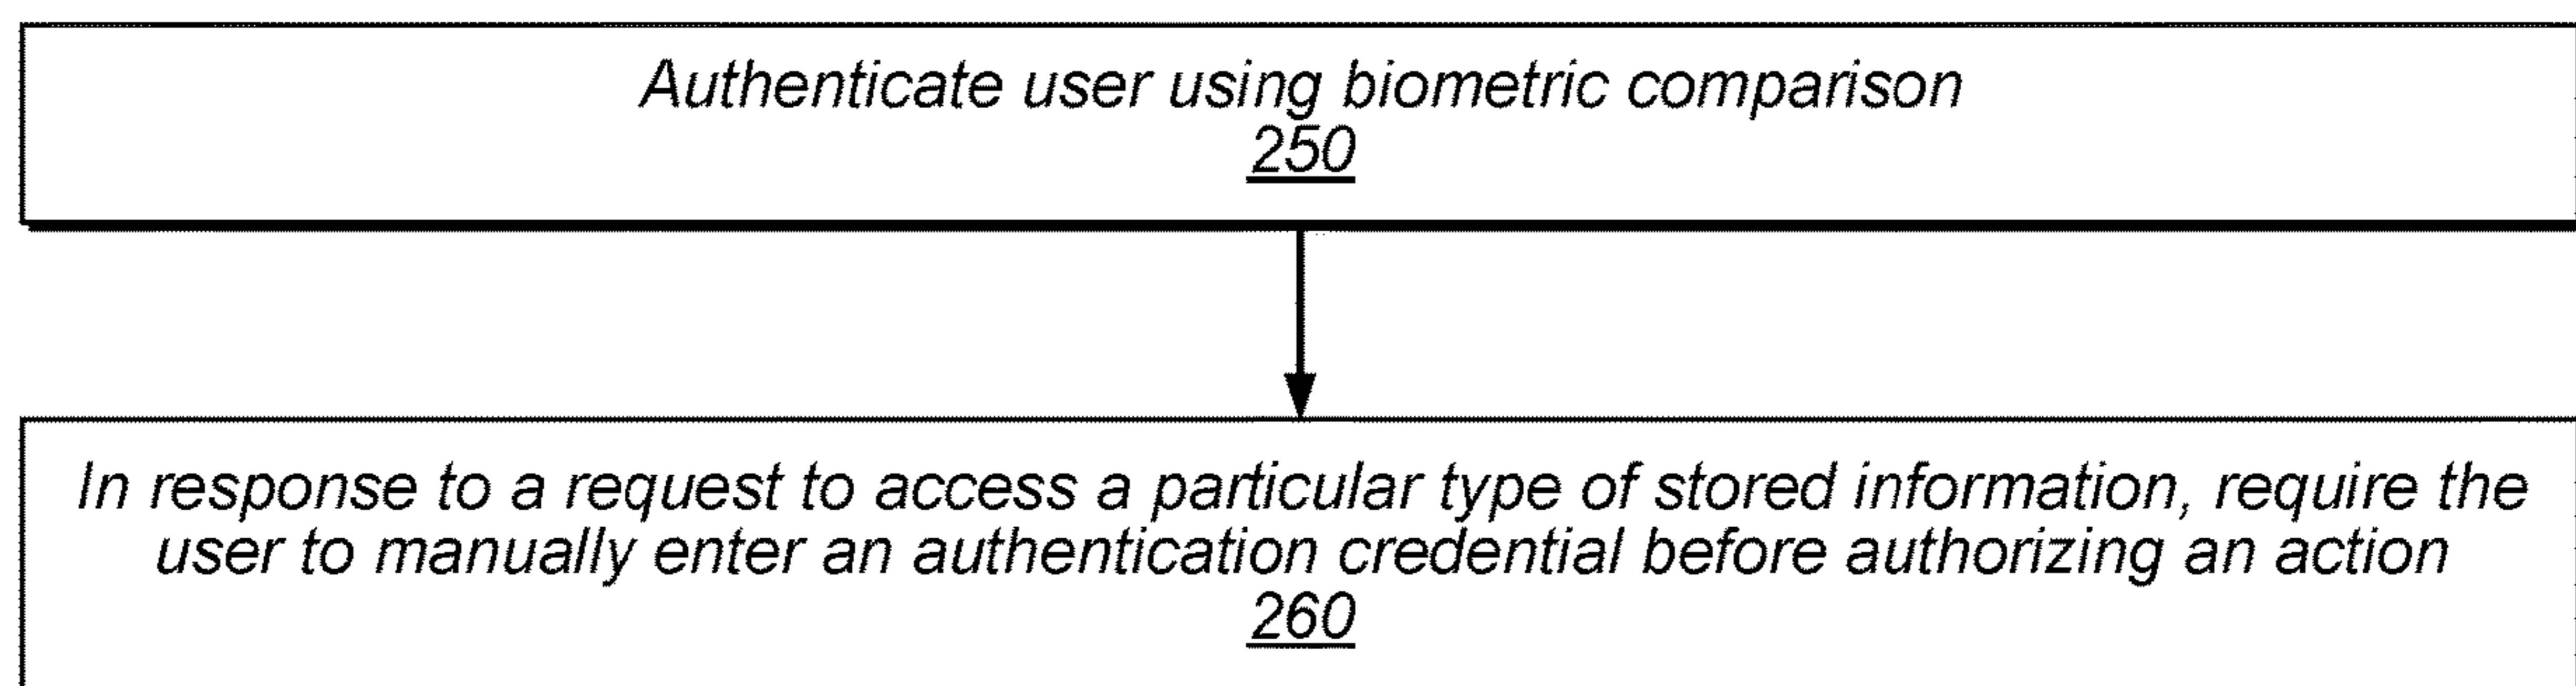 Authenticate user using biometric comparison
250
In response to a request to access a particular type of stored information, require the
user to manually enter an authentication credential before authorizing an action
260